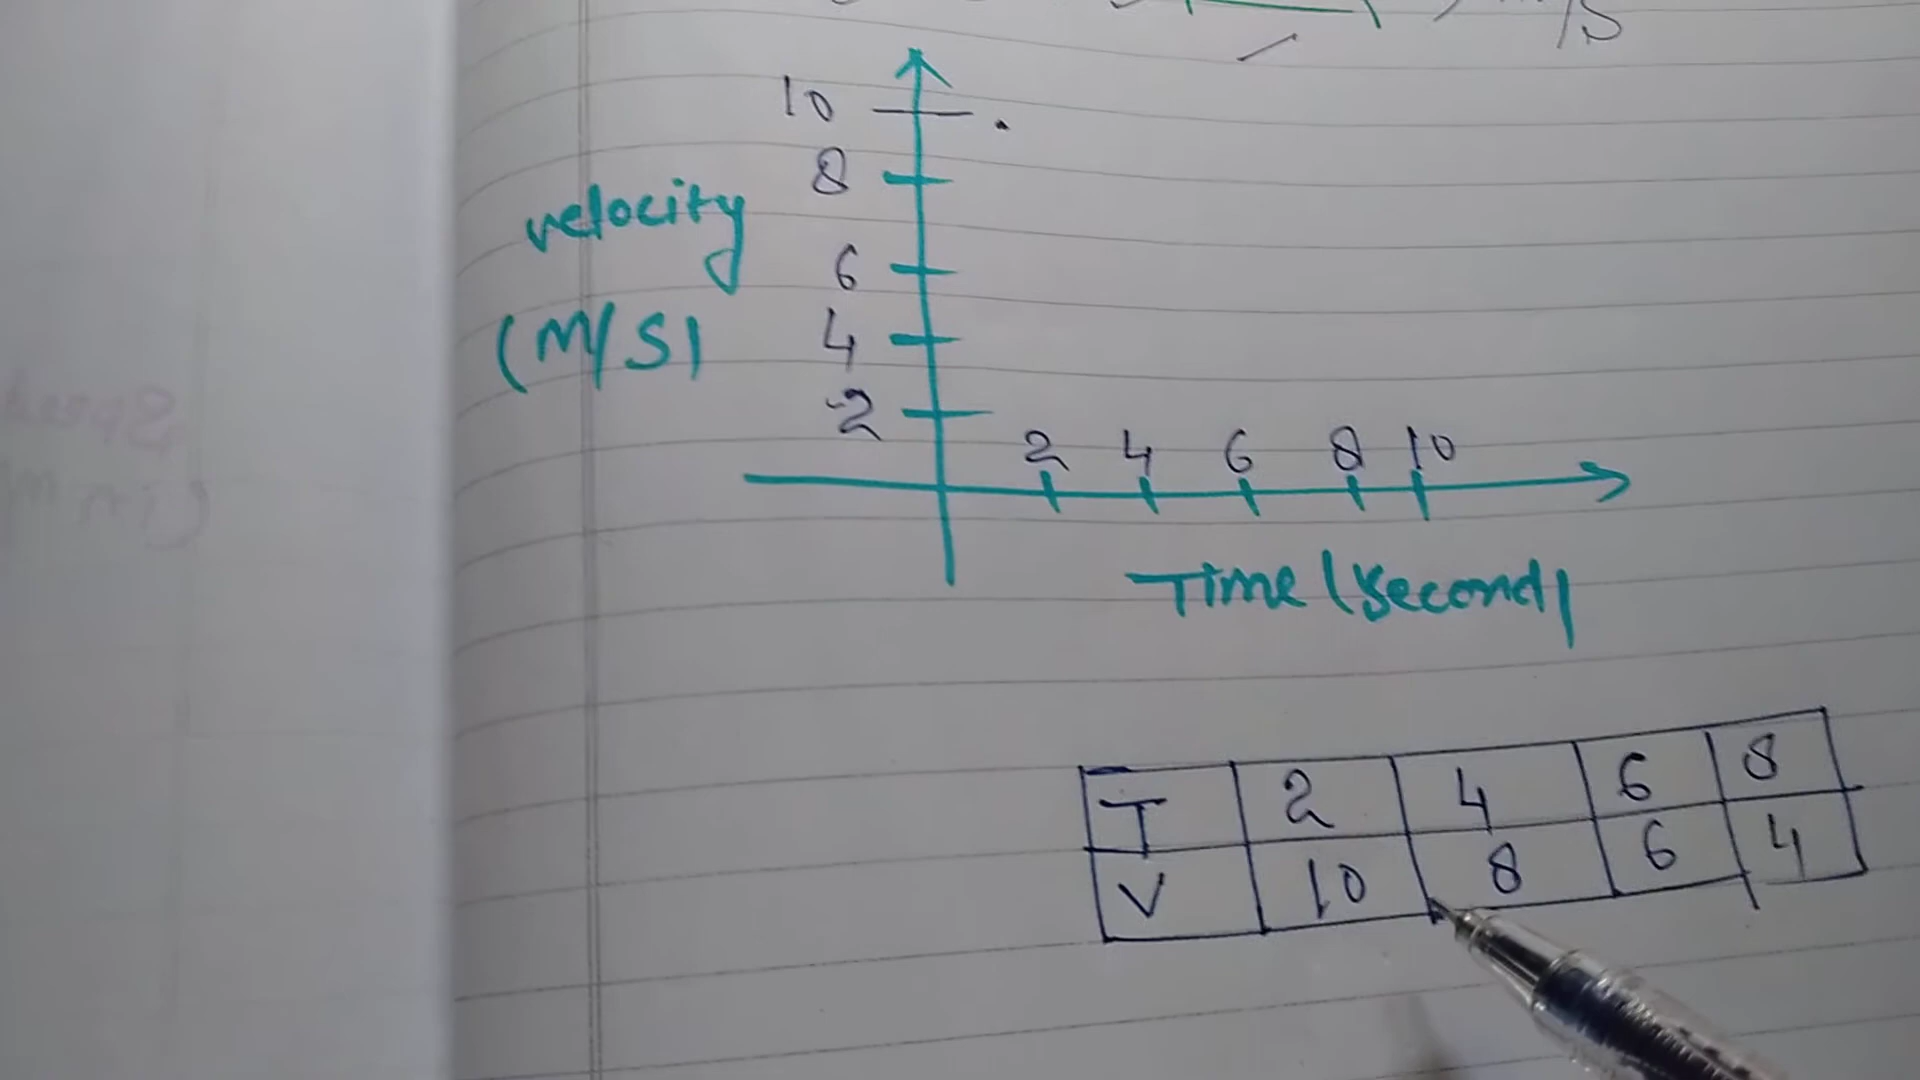 /S
10
8
velocity
6
(M/S)
4
2
2 4 6 8 10
Time (second)
T 2 4 6 8
V 10 8 6 4